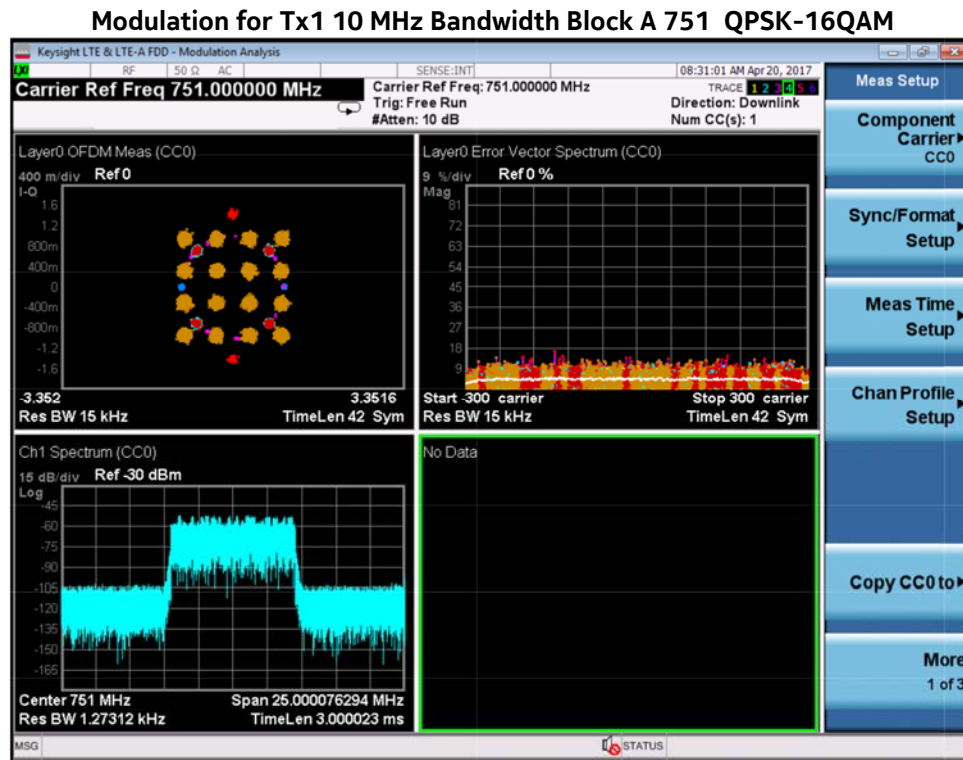 Modulation for Tx1 10 MHz Bandwidth Block A 751 QPSK-16QAM
Keysight LTE & LTE-A FDD - Modulation Analysis
LXI RF 50 Ω AC SENSE:INT 08:31:01 AM Apr 20, 2017
Carrier Ref Freq 751.000000 MHz
Carrier Ref Freq: 751.000000 MHz
Trig: Free Run
#Atten: 10 dB
TRACE 1 2 3 4 5 6
Direction: Downlink
Num CC(s): 1
Layer0 OFDM Meas (CC0)
400 m/div Ref 0
I-Q
1.6
1.2
800m
400m
0
-400m
-800m
-1.2
-1.6
-3.352 3.3516
Res BW 15 kHz TimeLen 42 Sym
Layer0 Error Vector Spectrum (CC0)
9 %/div Ref 0 %
Mag
81
72
63
54
45
36
27
18
9
Start -300 carrier Stop 300 carrier
Res BW 15 kHz TimeLen 42 Sym
Ch1 Spectrum (CC0)
15 dB/div Ref -30 dBm
Log
-45
-60
-75
-90
-105
-120
-135
-150
-165
Center 751 MHz Span 25.000076294 MHz
Res BW 1.27312 kHz TimeLen 3.000023 ms
No Data
Meas Setup
Component
Carrier
CC0
Sync/Format
Setup
Meas Time
Setup
Chan Profile
Setup
Copy CC0 to
More
1 of 3
MSG STATUS